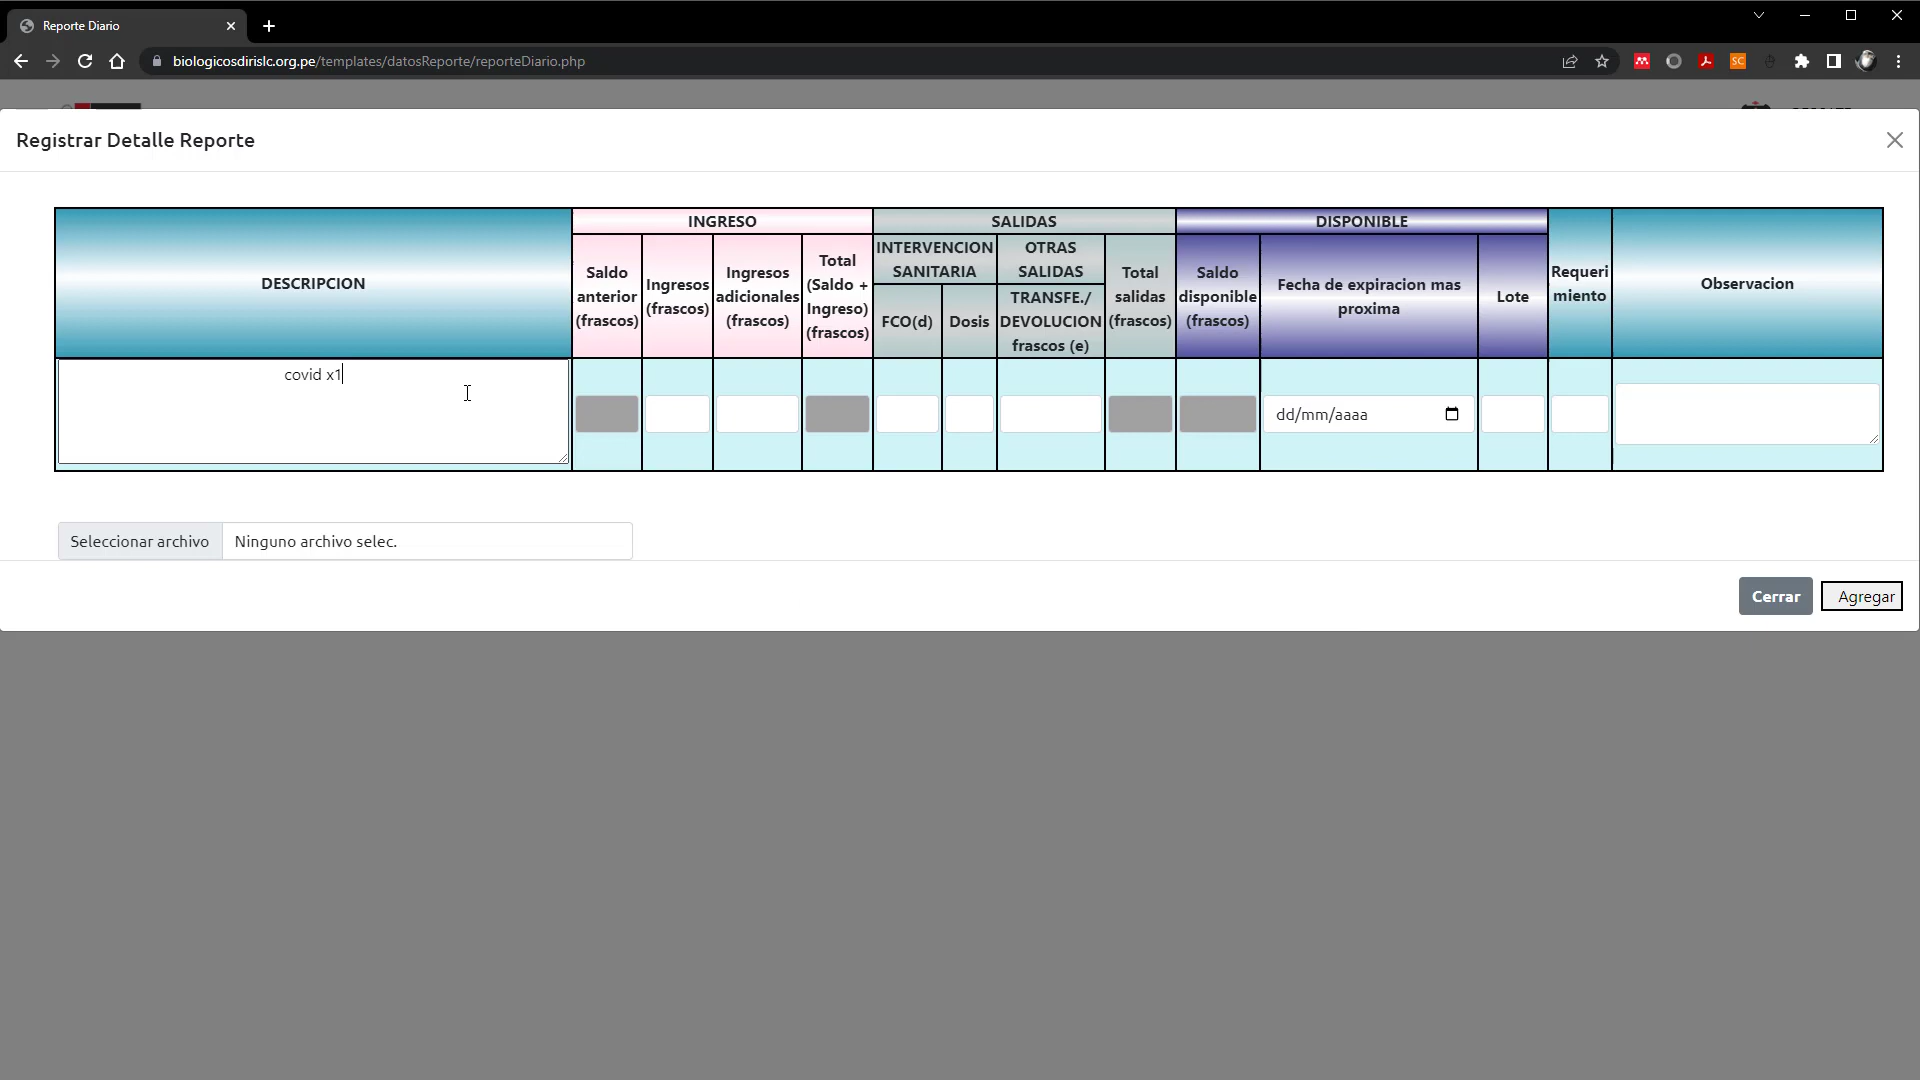 Reporte Diario
biologicosdirislc.org.pe/templates/datosReporte/reporteDiario.php
SC
Registrar Detalle Reporte
DESCRIPCION
INGRESO
SALIDAS
DISPONIBLE
Requeri
miento
Observacion
Saldo
anterior
(frascos)
Ingresos
(frascos)
Ingresos
adicionales
(frascos)
Total
(Saldo +
Ingreso)
(frascos)
INTERVENCION
SANITARIA
OTRAS
SALIDAS
Total
salidas
(frascos)
Saldo
disponible
(frascos)
Fecha de expiracion mas
proxima
Lote
FCO(d)
Dosis
TRANSFE./
DEVOLUCION
frascos (e)
covid x1
dd/mm/aaaa
Seleccionar archivo
Ninguno archivo selec.
Cerrar
Agregar